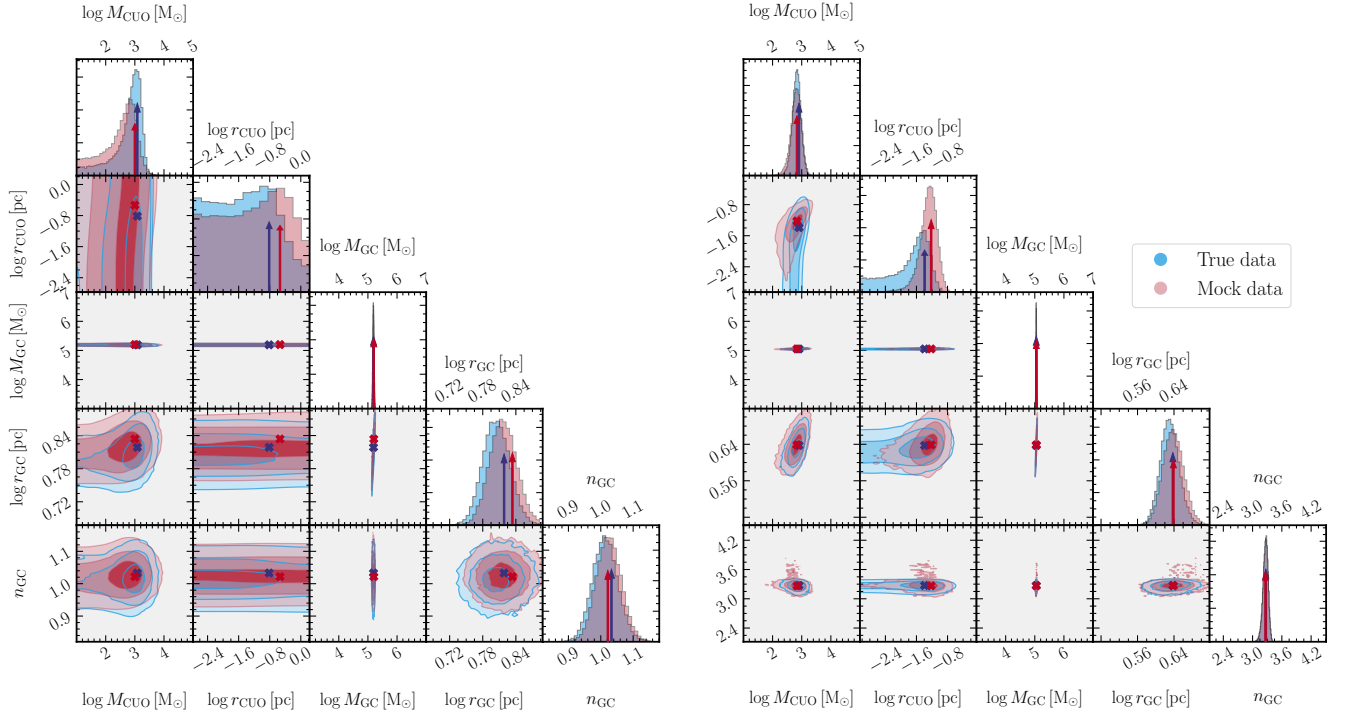 log M_CUO [M_⊙]
2 3 4 5
log r_CUO [pc]
−2.4 −1.6 −0.8 0.0
log r_CUO [pc]
0.0
−0.8
−1.6
−2.4
log M_GC [M_⊙]
4 5 6 7
log M_GC [M_⊙]
7
6
5
4
log r_GC [pc]
0.72 0.78 0.84
log r_GC [pc]
0.84
0.78
0.72
n_GC
0.9 1.0 1.1
n_GC
1.1
1.0
0.9
2 3 4
−2.4 −1.6 −0.8 0.0
4 5 6
0.72 0.78 0.84
0.9 1.0 1.1
log M_CUO [M_⊙]
log r_CUO [pc]
log M_GC [M_⊙]
log r_GC [pc]
n_GC
log M_CUO [M_⊙]
2 3 4 5
log r_CUO [pc]
−2.4 −1.6 −0.8
log r_CUO [pc]
−0.8
−1.6
−2.4
log M_GC [M_⊙]
4 5 6 7
True data
Mock data
log M_GC [M_⊙]
7
6
5
4
log r_GC [pc]
0.56 0.64
log r_GC [pc]
0.64
0.56
n_GC
2.4 3.0 3.6 4.2
n_GC
4.2
3.6
3.0
2.4
2 3 4
−2.4 −1.6 −0.8
4 5 6
0.56 0.64
2.4 3.0 3.6 4.2
log M_CUO [M_⊙]
log r_CUO [pc]
log M_GC [M_⊙]
log r_GC [pc]
n_GC